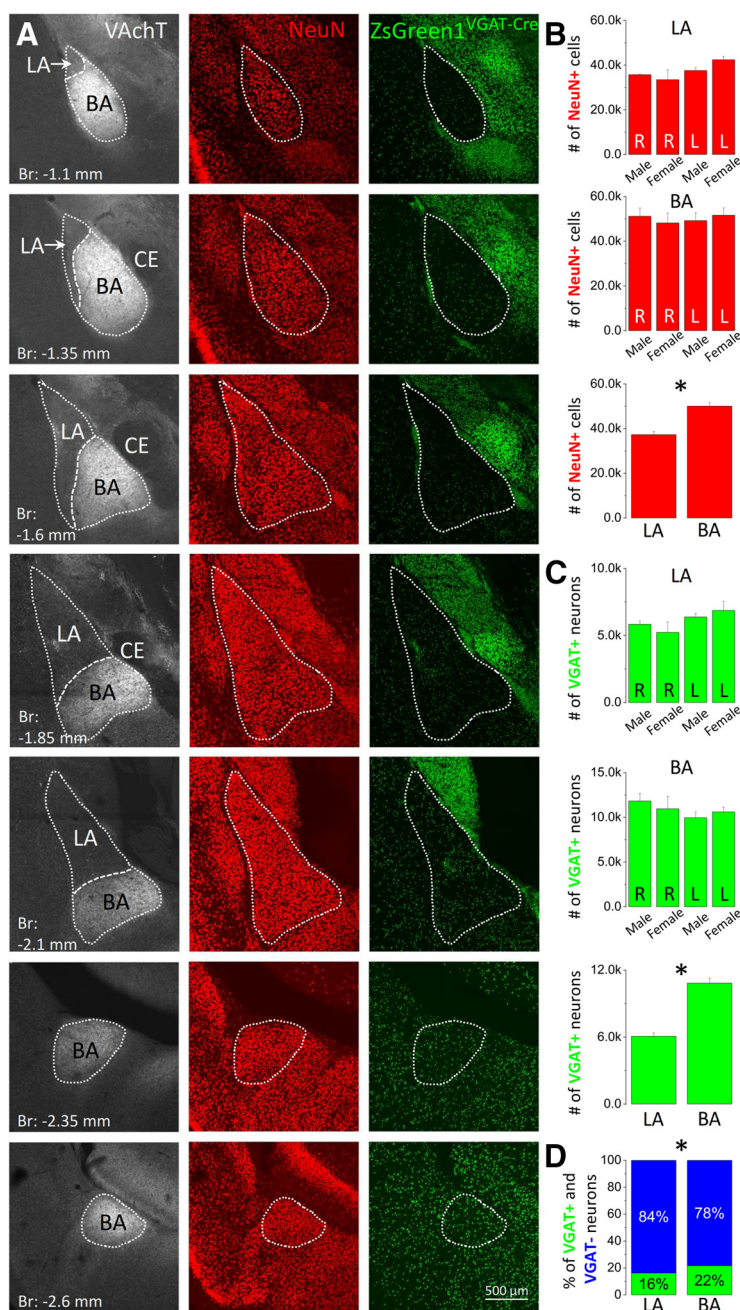 A
VAchT
NeuN
ZsGreen1VGAT-Cre
LA
BA
Br: -1.1 mm
LA
CE
BA
Br: -1.35 mm
LA
CE
BA
Br:
-1.6 mm
LA
CE
BA
Br:
-1.85 mm
LA
BA
Br:
-2.1 mm
BA
Br: -2.35 mm
BA
Br: -2.6 mm
500 µm
B
LA
# of NeuN+ cells
60.0k
40.0k
20.0k
0.0
R R L L
Male Female Male Female
BA
# of NeuN+ cells
60.0k
40.0k
20.0k
0.0
R R L L
Male Female Male Female
*
# of NeuN+ cells
60.0k
40.0k
20.0k
0.0
LA BA
C
LA
# of VGAT+ neurons
10.0k
5.0k
0.0
R R L L
Male Female Male Female
BA
# of VGAT+ neurons
15.0k
10.0k
5.0k
0.0
R R L L
Male Female Male Female
*
# of VGAT+ neurons
12.0k
6.0k
0.0
LA BA
D
*
% of VGAT+ and
VGAT- neurons
100
80
60
40
20
0
84% 78%
16% 22%
LA BA